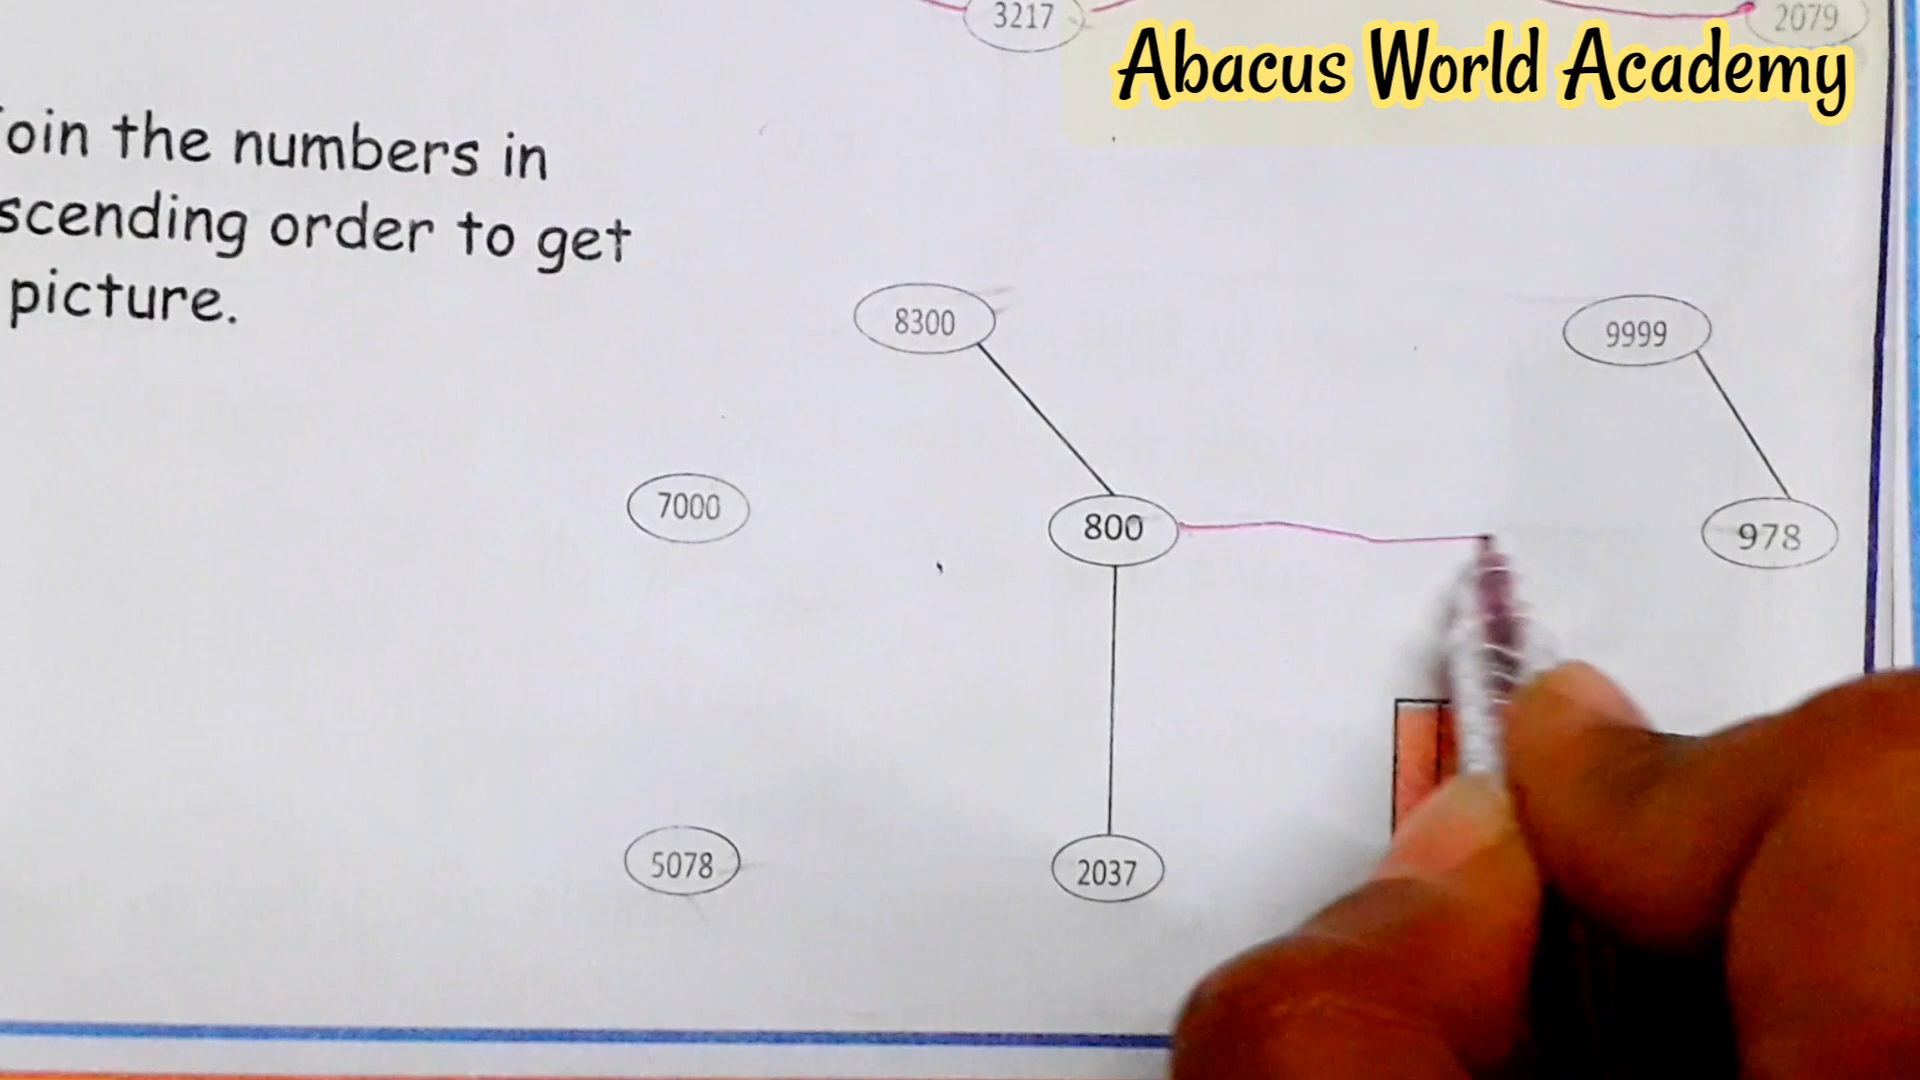 3217
2079
Abacus World Academy
oin the numbers in
scending order to get
picture.
8300
9999
7000
800
978
5078
2037